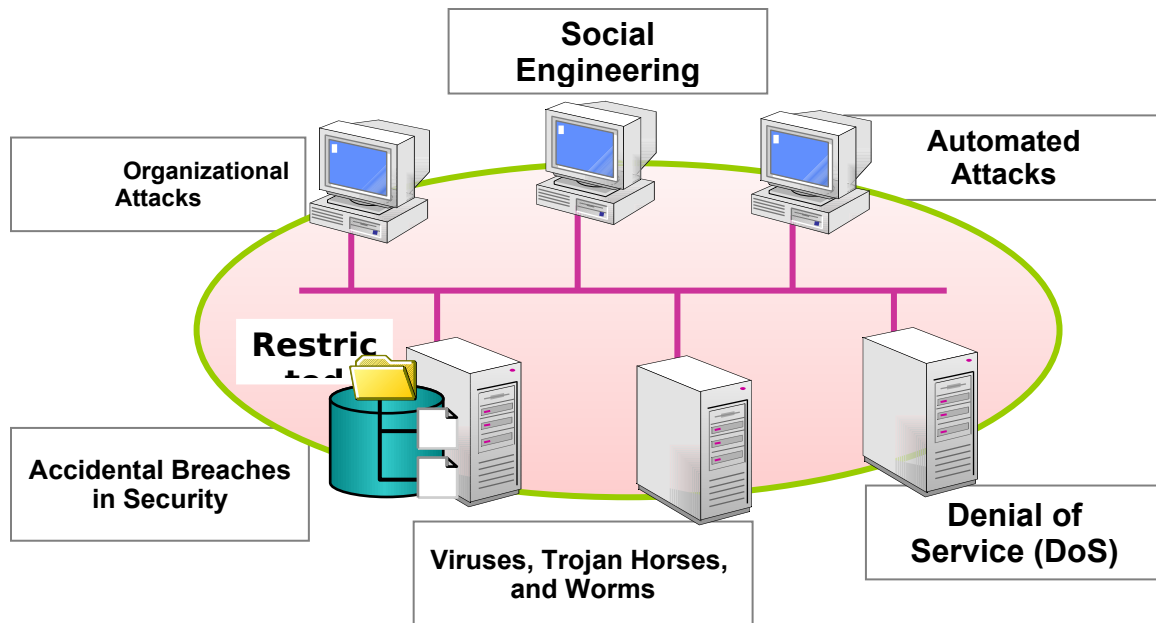 Social
Engineering
Organizational
Attacks
Automated
Attacks
Restric
ted
Accidental Breaches
in Security
Viruses, Trojan Horses,
and Worms
Denial of
Service (DoS)